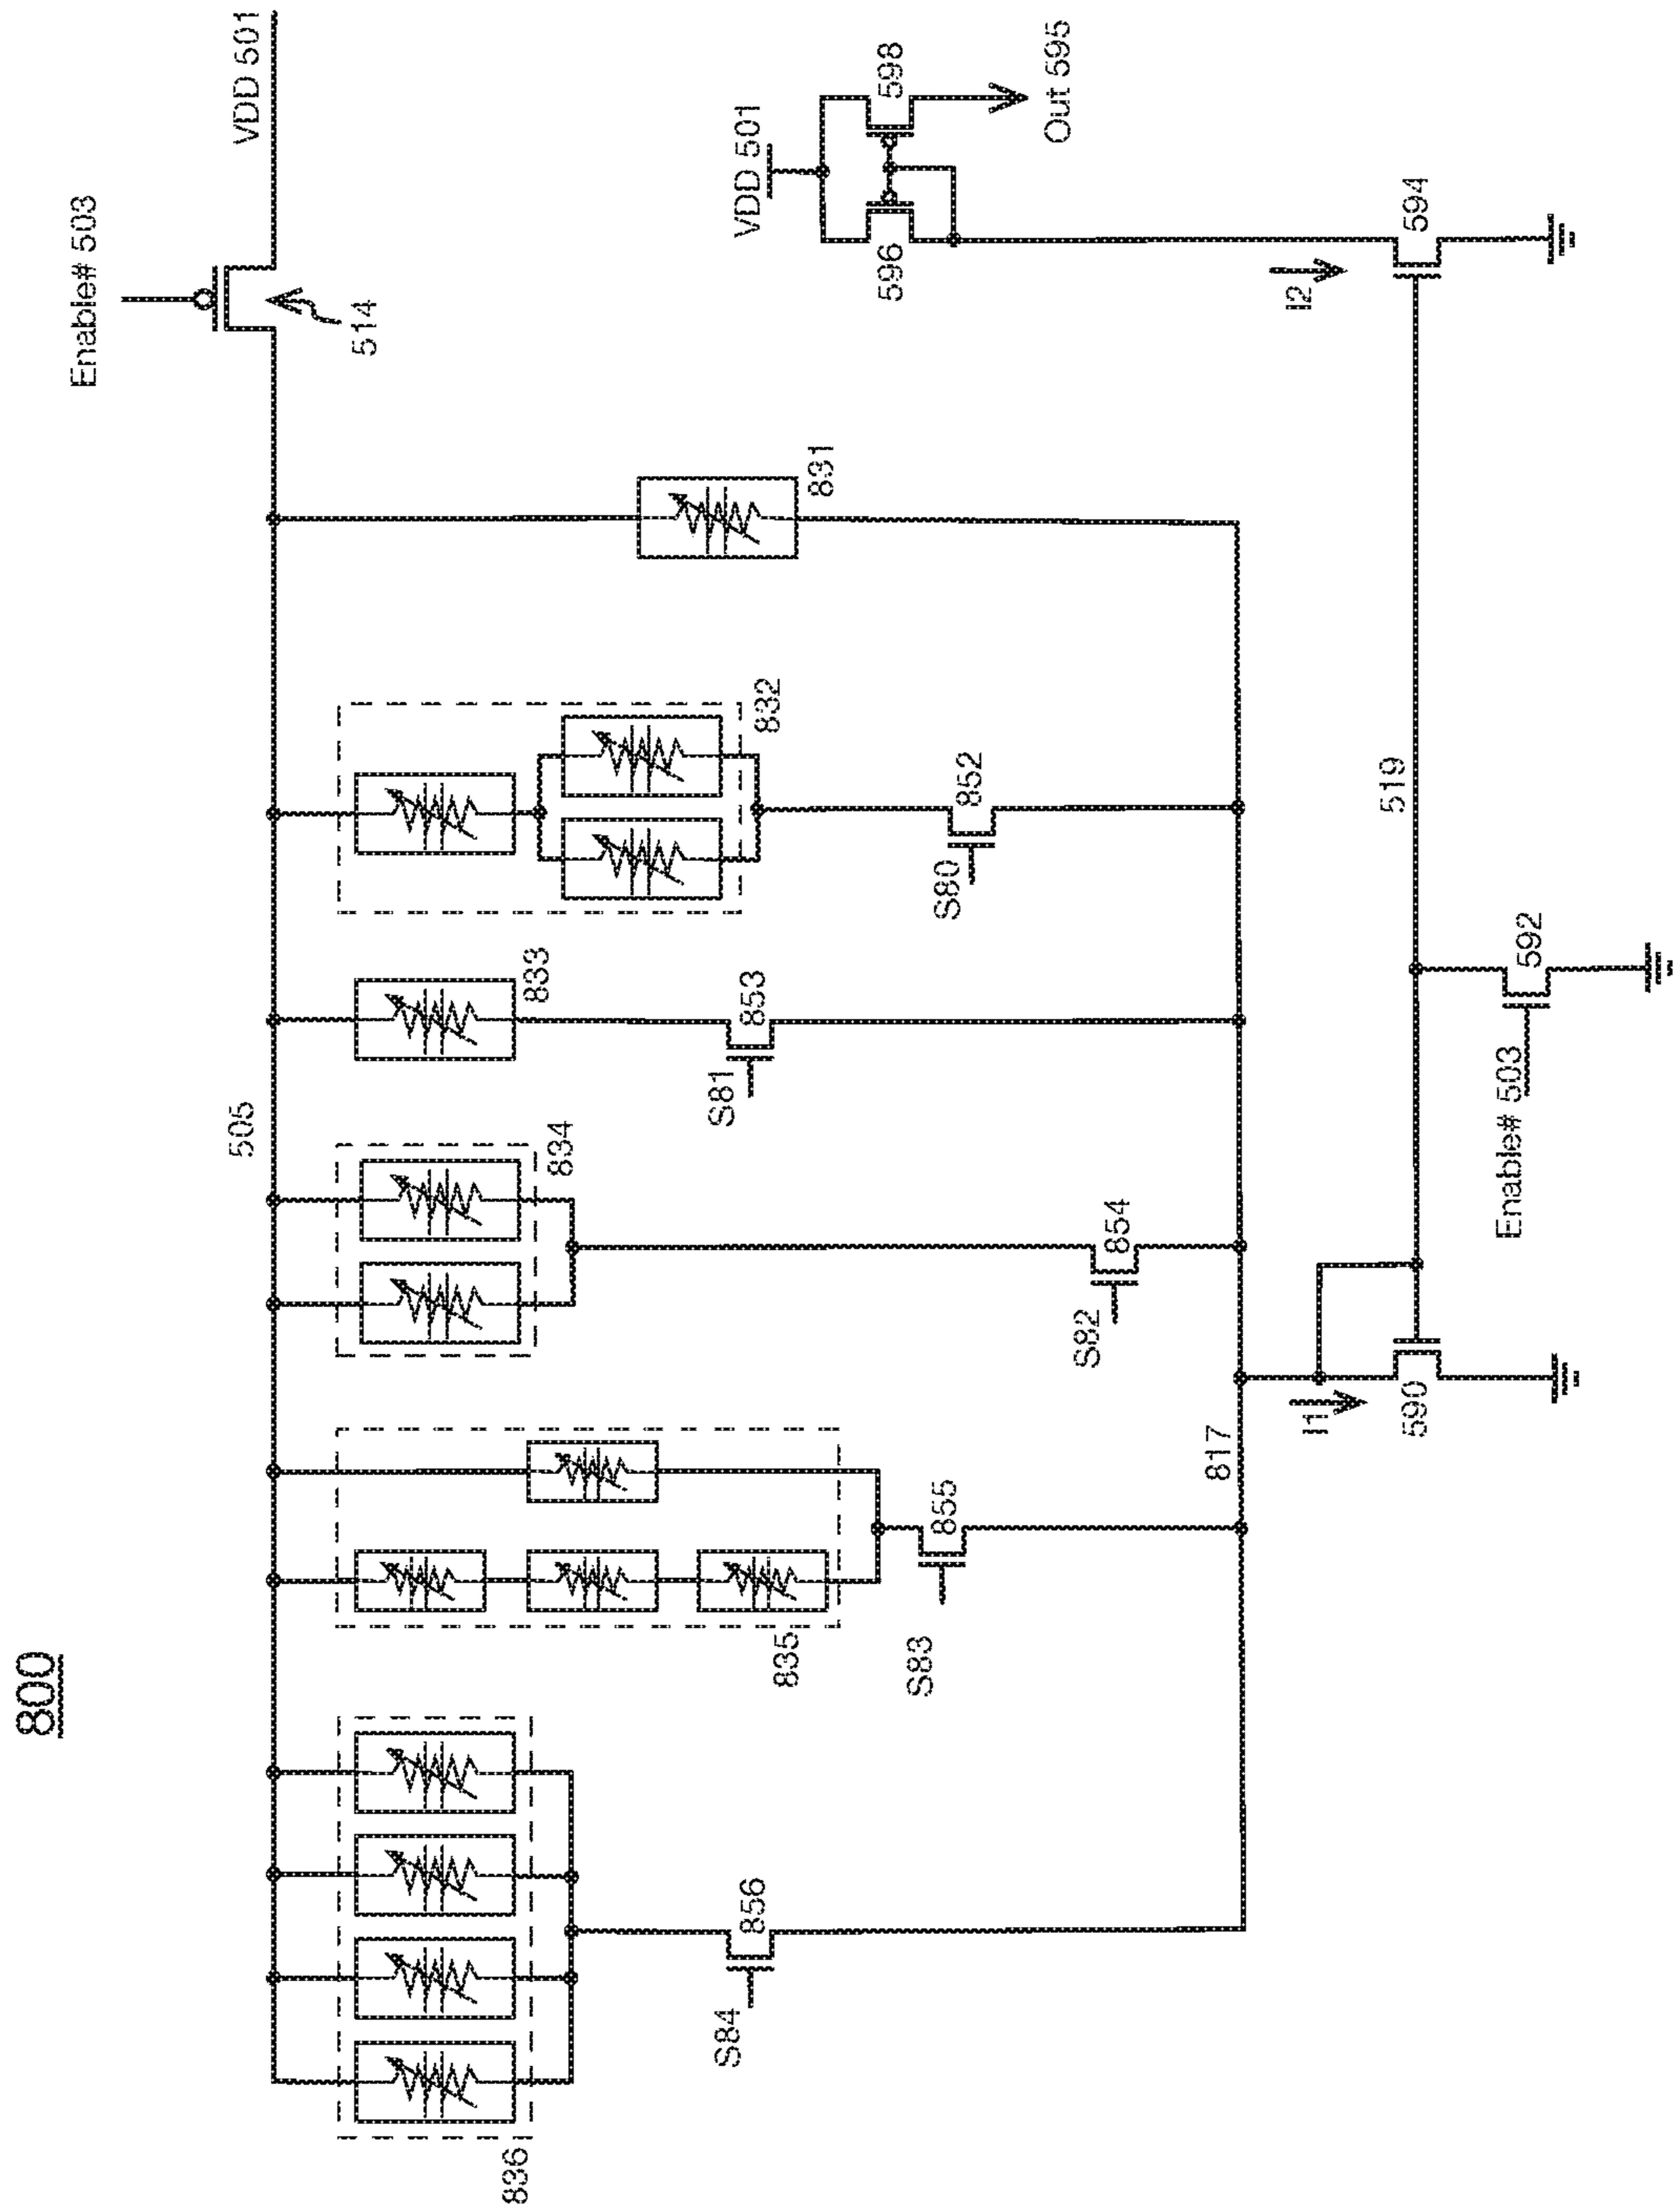 800
Enable# 503
VDD 501
514
505
836
835
834
833
832
831
S84
856
S83
855
S82
854
S81
853
S80
852
817
VDD 501
596
598
Out 595
I1
590
519
Enable# 503
592
I2
594